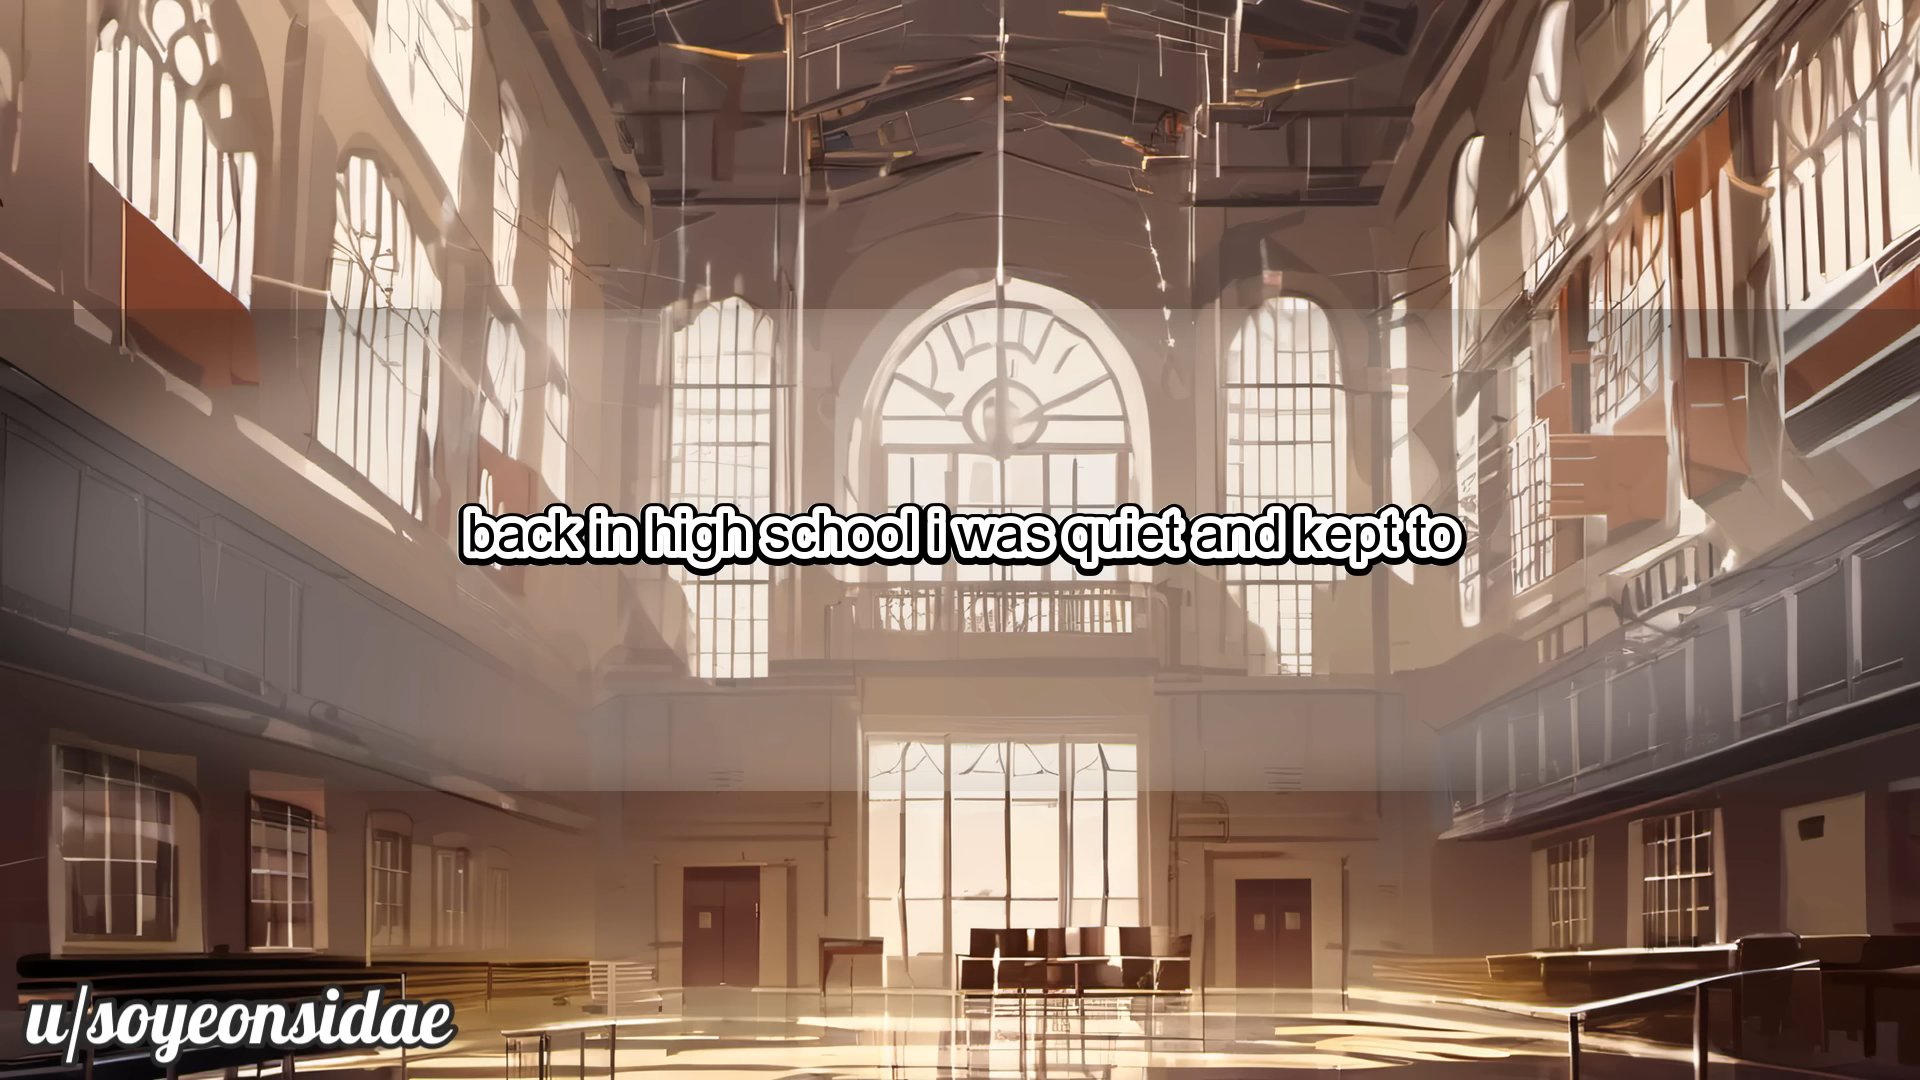 back in high school i was quiet and kept to
u/soyeonsidae